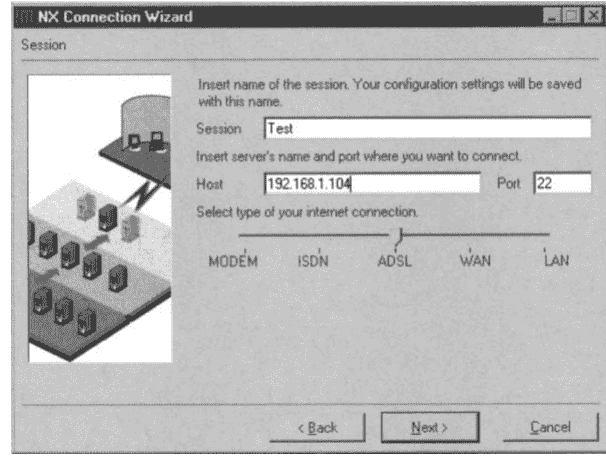 NX Connection Wizard
Session
Insert name of the session. Your configuration settings will be saved
with this name.
Session Test
Insert server's name and port where you want to connect.
Host 192.168.1.104 Port 22
Select type of your internet connection.
MODEM ISDN ADSL WAN LAN
< Back Next > Cancel